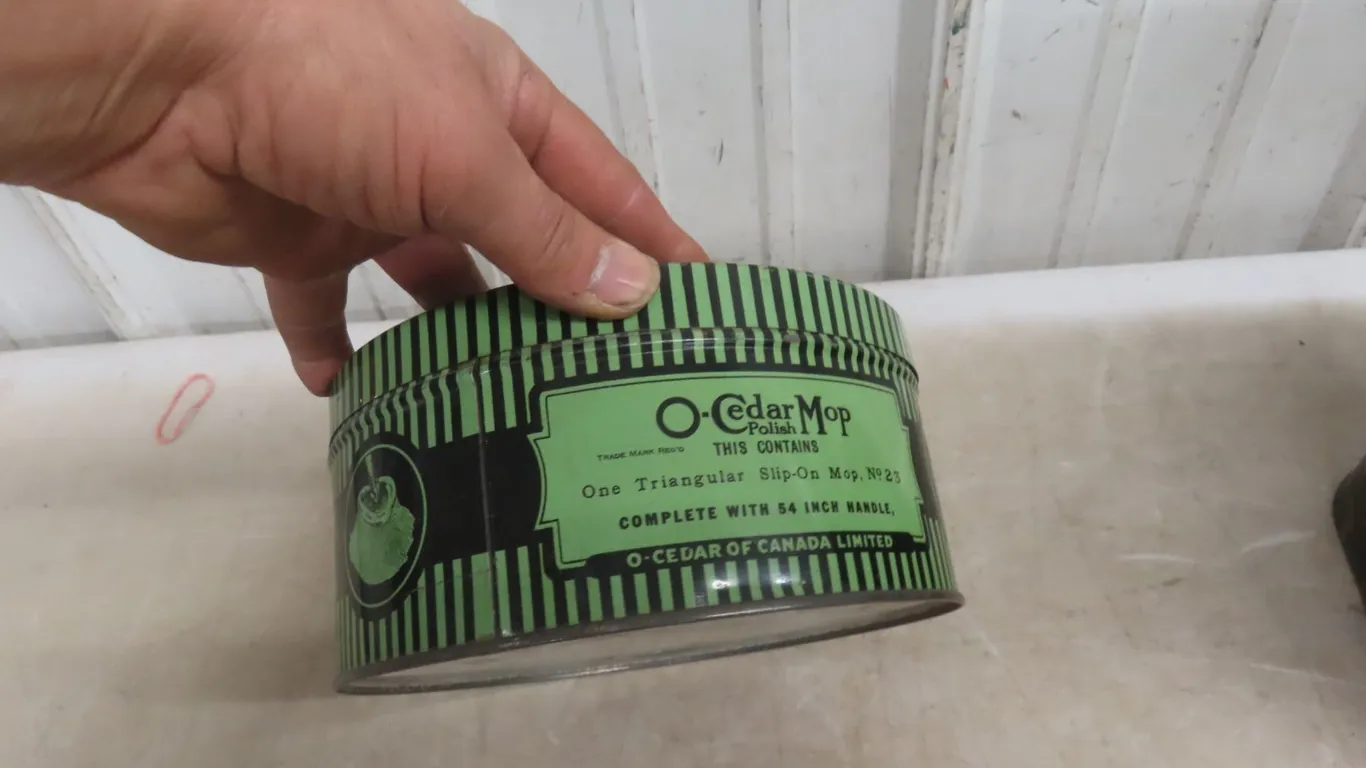 O-Cedar Mop
Polish
TRADE MARK REG'D
THIS CONTAINS
One Triangular Slip-On Mop, No 23
COMPLETE WITH 54 INCH HANDLE,
O-CEDAR OF CANADA LIMITED